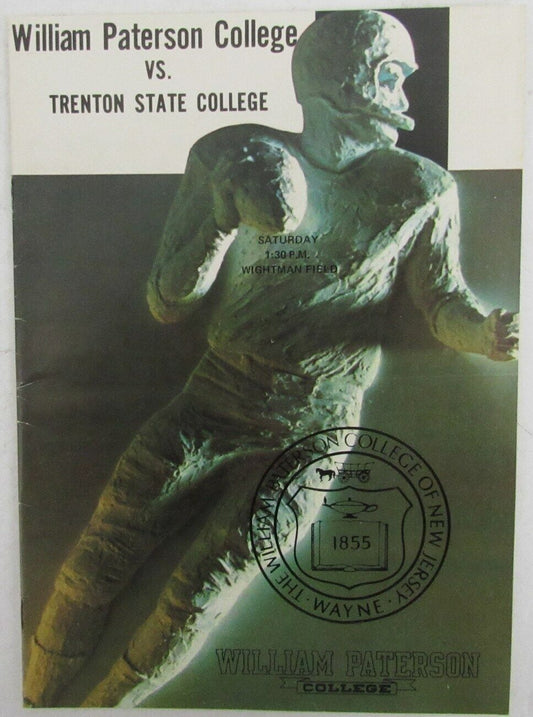 William Paterson College
VS.
TRENTON STATE COLLEGE
SATURDAY
1:30 P.M.
WIGHTMAN FIELD
THE WILLIAM PATERSON COLLEGE OF NEW JERSEY
1855
· WAYNE ·
WILLIAM PATERSON
COLLEGE